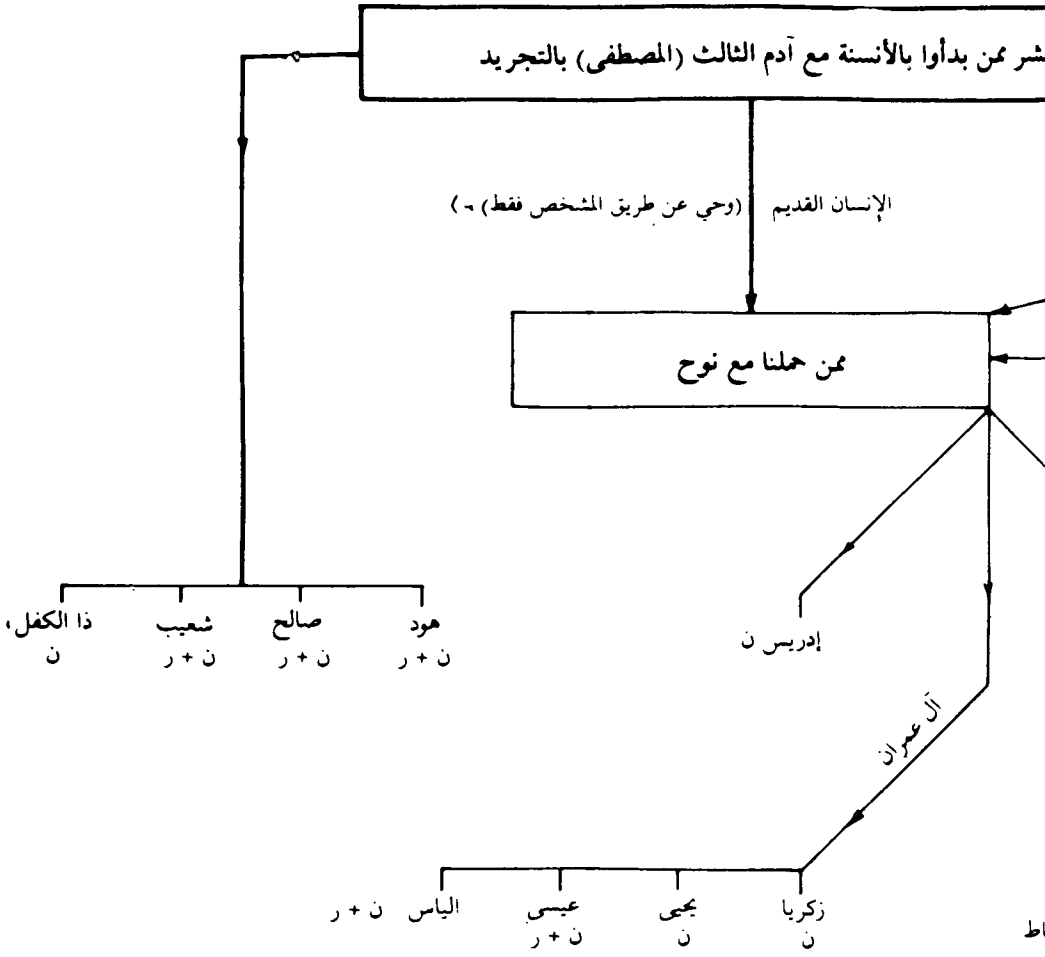 بشر ممن بدأوا بالأنسنة مع آدم الثالث (المصطفى) بالتجريد
الإنسان القديم (وحي عن طريق المشخص فقط)
ممن حملنا مع نوح
هود صالح شعيب ذا الكفل،
ن + ر ن + ر ن + ر ن
إدريس ن
آل عمران
زكريا يحيى عيسى الياس ن + ر
ن ن ن + ر